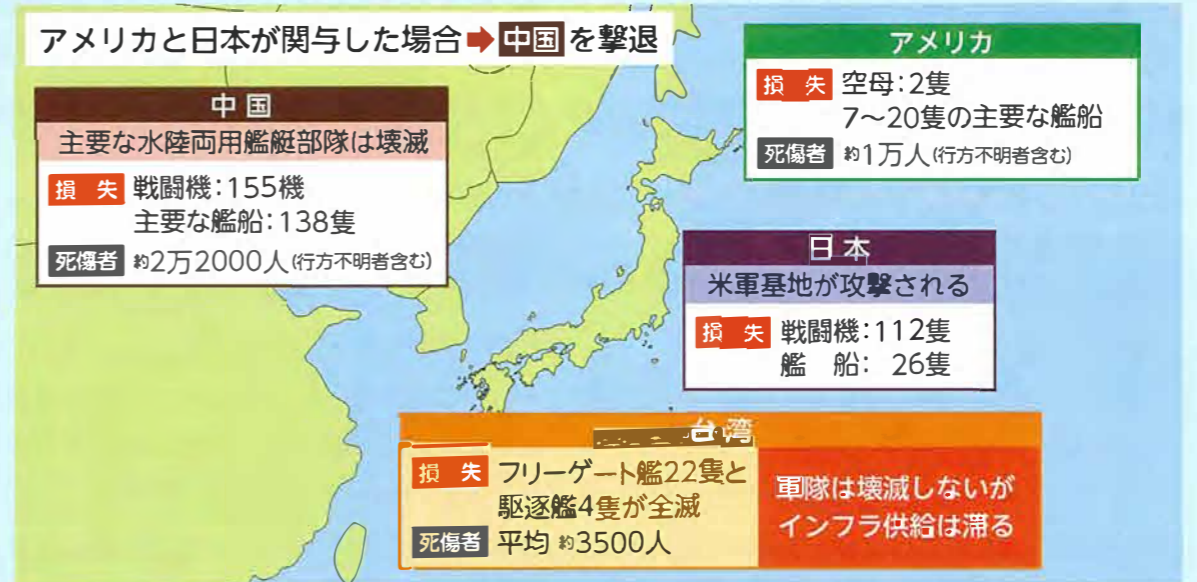 アメリカと日本が関与した場合➡中国を撃退
中国
主要な水陸両用艦艇部隊は壊滅
損 失 戦闘機:155機
主要な艦船:138隻
死傷者 約2万2000人(行方不明者含む)
アメリカ
損 失 空母:2隻
7〜20隻の主要な艦船
死傷者 約1万人(行方不明者含む)
日本
米軍基地が攻撃される
損 失 戦闘機:112隻
艦 船: 26隻
台湾
損 失 フリーゲート艦22隻と
駆逐艦4隻が全滅
死傷者 平均 約3500人
軍隊は壊滅しないが
インフラ供給は滞る